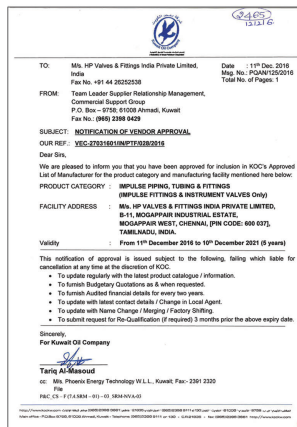 2465
12/12/16
TO: M/s. HP Valves & Fittings India Private Limited, Date : 11th Dec. 2016
India Msg. No.: PQAN/125/2016
Fax No. +91 44 26252538 Total No. of Pages: 1
FROM: Team Leader Supplier Relationship Management,
Commercial Support Group
P.O. Box – 9758; 61008 Ahmadi, Kuwait
Fax No.: (965) 2398 0429
SUBJECT: NOTIFICATION OF VENDOR APPROVAL
OUR REF.: VEC-27031601/IN/PTF/028/2016
Dear Sirs,
We are pleased to inform you that you have been approved for inclusion in KOC's Approved
List of Manufacturer for the product category and manufacturing facility mentioned here below:
PRODUCT CATEGORY : IMPULSE PIPING, TUBING & FITTINGS
(IMPULSE FITTINGS & INSTRUMENT VALVES Only)
FACILITY ADDRESS : M/s. HP VALVES & FITTINGS INDIA PRIVATE LIMITED,
B-11, MOGAPPAIR INDUSTRIAL ESTATE,
MOGAPPAIR WEST, CHENNAI, [PIN CODE: 600 037],
TAMILNADU, INDIA.
Validity : From 11th December 2016 to 10th December 2021 (5 years)
This notification of approval is issued subject to the following, failing which liable for
cancellation at any time at the discretion of KOC.
• To update regularly with the latest product catalogue / information.
• To furnish Budgetary Quotations as & when requested.
• To furnish Audited financial details for every two years.
• To update with latest contact details / Change in Local Agent.
• To update with Name Change / Merging / Factory Shifting.
• To submit request for Re-Qualification (if required) 3 months prior the above expiry date.
Sincerely,
For Kuwait Oil Company
Tariq Al-Masoud
cc: M/s. Phoenix Energy Technology W.L.L., Kuwait; Fax:- 2391 2320
File
P&C_CS – F (7.4.SRM – 01) – 03_SRM-NVA-03